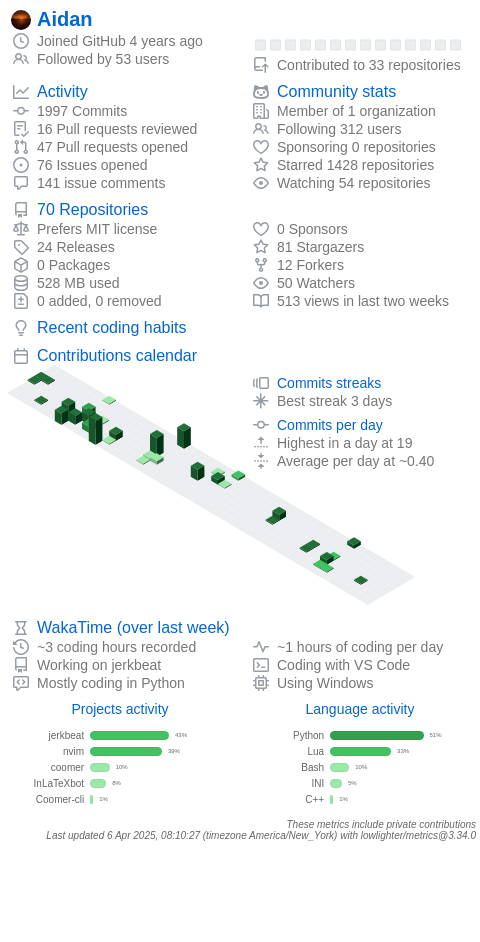 Aidan
Joined GitHub 4 years ago
Followed by 53 users
Contributed to 33 repositories
Activity
1997 Commits
16 Pull requests reviewed
47 Pull requests opened
76 Issues opened
141 issue comments
Community stats
Member of 1 organization
Following 312 users
Sponsoring 0 repositories
Starred 1428 repositories
Watching 54 repositories
70 Repositories
Prefers MIT license
24 Releases
0 Packages
528 MB used
0 added, 0 removed
0 Sponsors
81 Stargazers
12 Forkers
50 Watchers
513 views in last two weeks
Recent coding habits
Contributions calendar
Commits streaks
Best streak 3 days
Commits per day
Highest in a day at 19
Average per day at ~0.40
WakaTime (over last week)
~3 coding hours recorded
Working on jerkbeat
Mostly coding in Python
~1 hours of coding per day
Coding with VS Code
Using Windows
Projects activity
jerkbeat 43%
nvim 39%
coomer 10%
InLaTeXbot 8%
Coomer-cli 1%
Language activity
Python 51%
Lua 33%
Bash 10%
INI 5%
C++ 1%
These metrics include private contributions
Last updated 6 Apr 2025, 08:10:27 (timezone America/New_York) with lowlighter/metrics@3.34.0